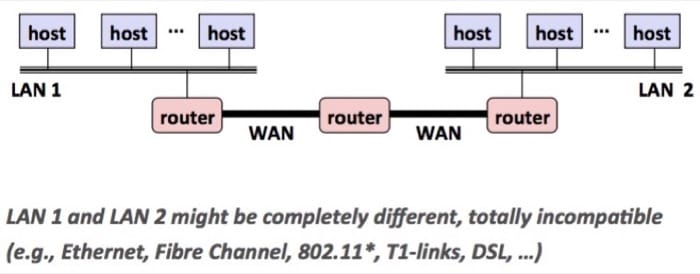 host host ... host host host ... host
LAN 1 LAN 2
router router router
WAN WAN
LAN 1 and LAN 2 might be completely different, totally incompatible
(e.g., Ethernet, Fibre Channel, 802.11*, T1-links, DSL, ...)